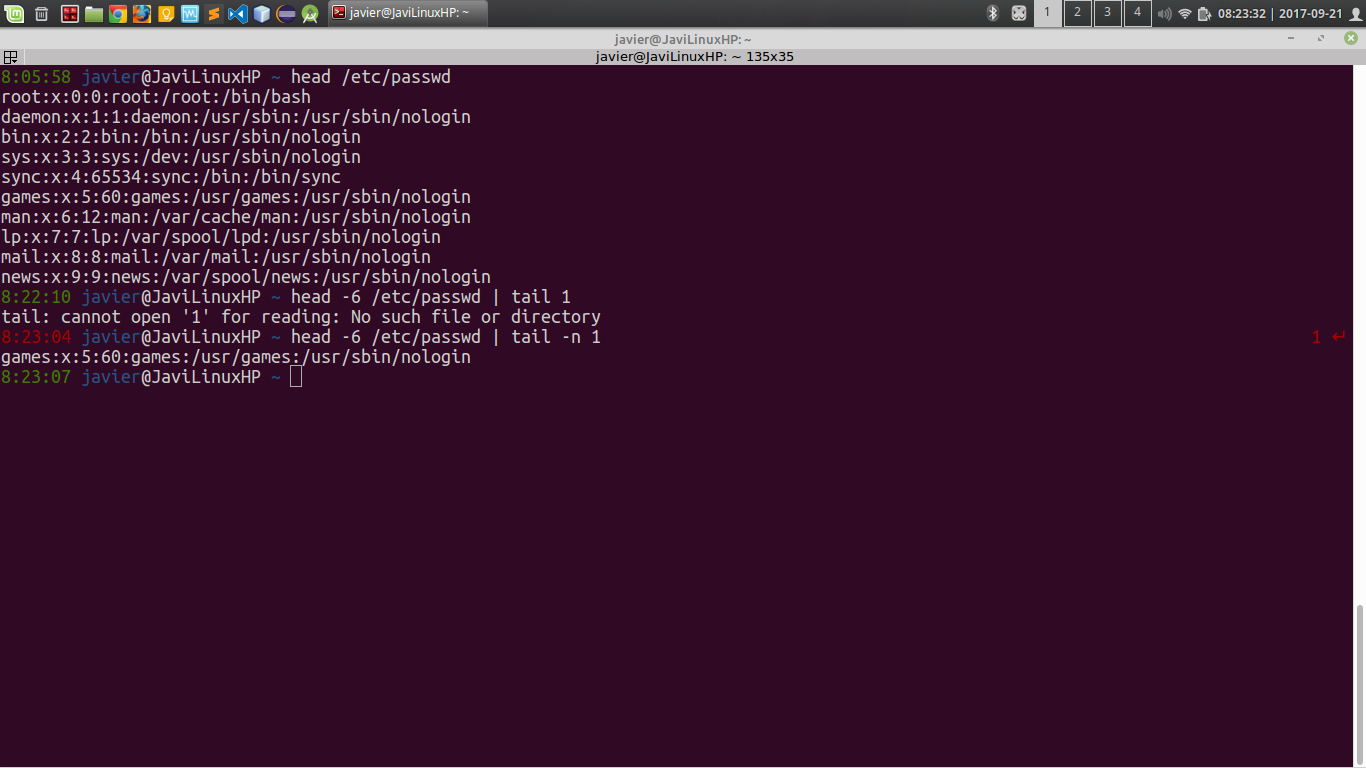 javier@JaviLinuxHP: ~
1 2 3 4
08:23:32 | 2017-09-21
javier@JaviLinuxHP: ~
javier@JaviLinuxHP: ~ 135x35
8:05:58 javier@JaviLinuxHP ~ head /etc/passwd
root:x:0:0:root:/root:/bin/bash
daemon:x:1:1:daemon:/usr/sbin:/usr/sbin/nologin
bin:x:2:2:bin:/bin:/usr/sbin/nologin
sys:x:3:3:sys:/dev:/usr/sbin/nologin
sync:x:4:65534:sync:/bin:/bin/sync
games:x:5:60:games:/usr/games:/usr/sbin/nologin
man:x:6:12:man:/var/cache/man:/usr/sbin/nologin
lp:x:7:7:lp:/var/spool/lpd:/usr/sbin/nologin
mail:x:8:8:mail:/var/mail:/usr/sbin/nologin
news:x:9:9:news:/var/spool/news:/usr/sbin/nologin
8:22:10 javier@JaviLinuxHP ~ head -6 /etc/passwd | tail 1
tail: cannot open '1' for reading: No such file or directory
8:23:04 javier@JaviLinuxHP ~ head -6 /etc/passwd | tail -n 1 1 ↵
games:x:5:60:games:/usr/games:/usr/sbin/nologin
8:23:07 javier@JaviLinuxHP ~